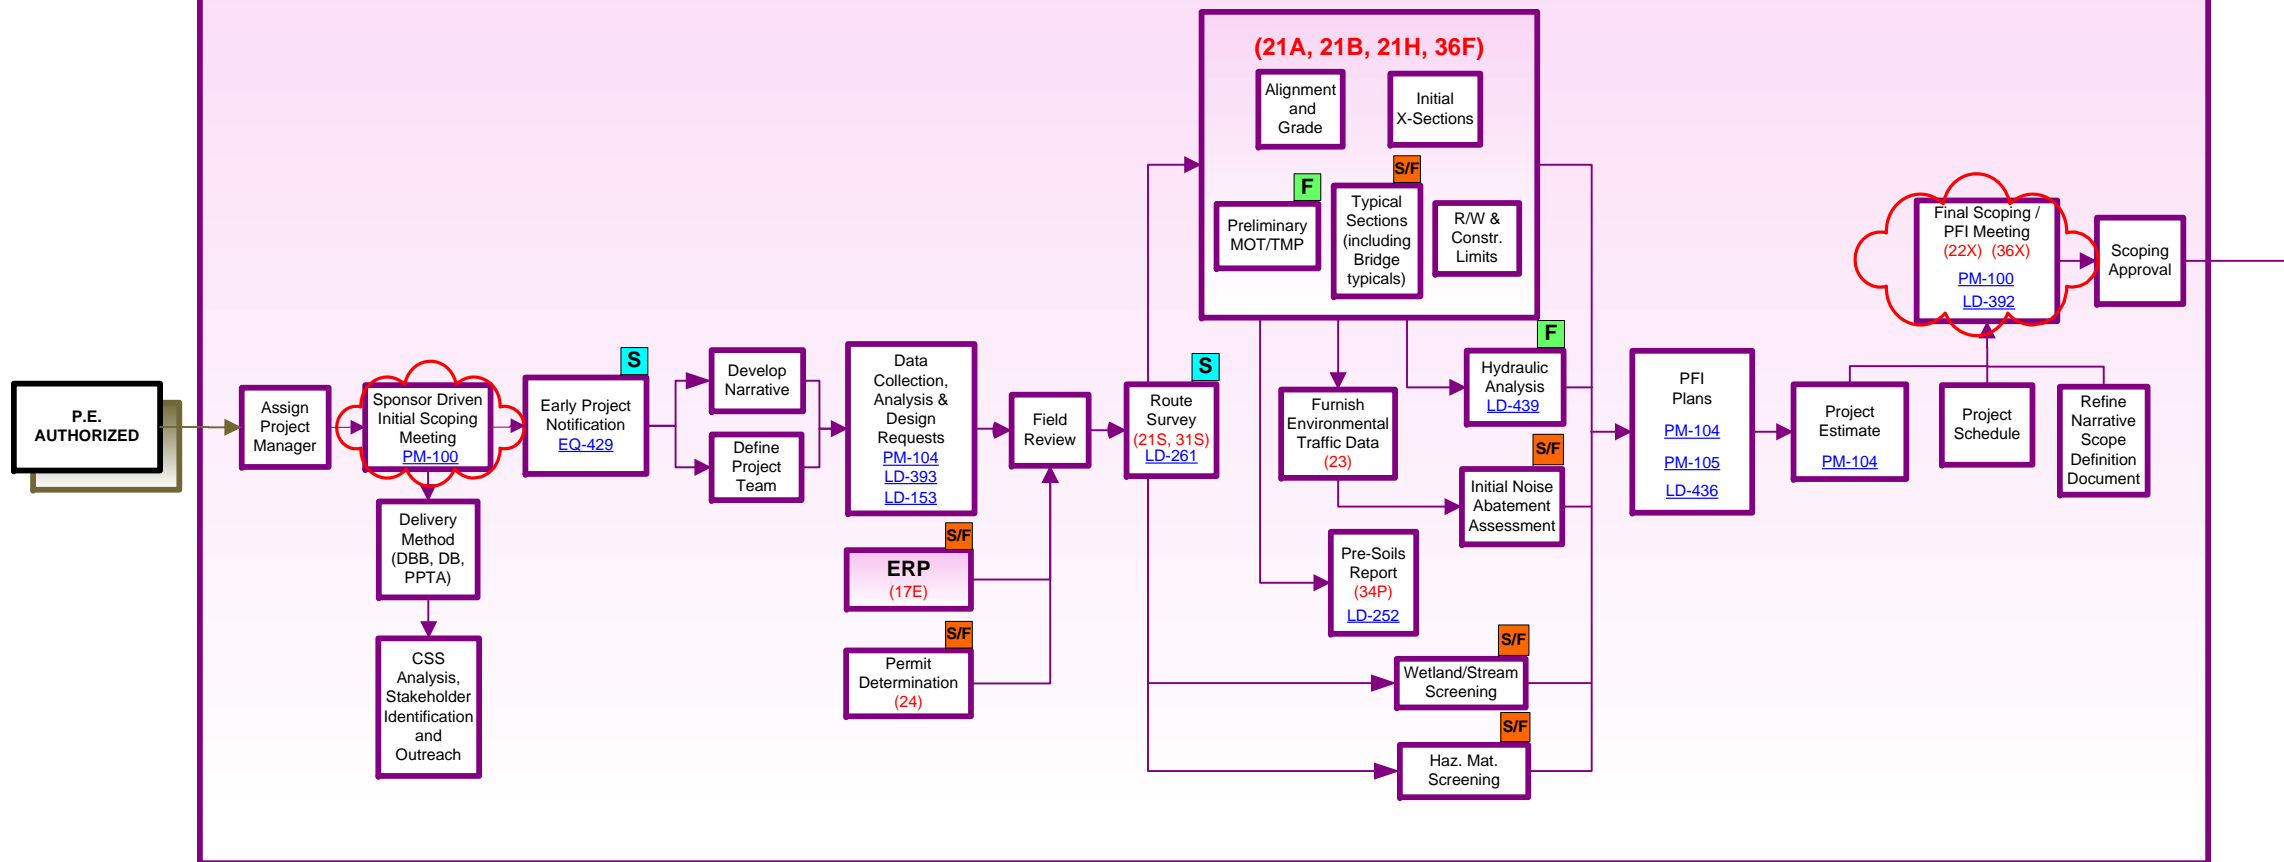 P.E.
AUTHORIZED
Assign
Project
Manager
Sponsor Driven
Initial Scoping
Meeting
PM-100
Delivery
Method
(DBB, DB,
PPTA)
CSS
Analysis,
Stakeholder
Identification
and
Outreach
S
Early Project
Notification
EQ-429
Develop
Narrative
Define
Project
Team
Data
Collection,
Analysis &
Design
Requests
PM-104
LD-393
LD-153
S/F
ERP
(17E)
S/F
Permit
Determination
(24)
Field
Review
S
Route
Survey
(21S, 31S)
LD-261
(21A, 21B, 21H, 36F)
Alignment
and
Grade
Initial
X-Sections
F
Preliminary
MOT/TMP
S/F
Typical
Sections
(including
Bridge
typicals)
R/W &
Constr.
Limits
Furnish
Environmental
Traffic Data
(23)
F
Hydraulic
Analysis
LD-439
S/F
Initial Noise
Abatement
Assessment
Pre-Soils
Report
(34P)
LD-252
S/F
Wetland/Stream
Screening
S/F
Haz. Mat.
Screening
PFI
Plans
PM-104
PM-105
LD-436
Project
Estimate
PM-104
Project
Schedule
Refine
Narrative
Scope
Definition
Document
Final Scoping /
PFI Meeting
(22X) (36X)
PM-100
LD-392
Scoping
Approval